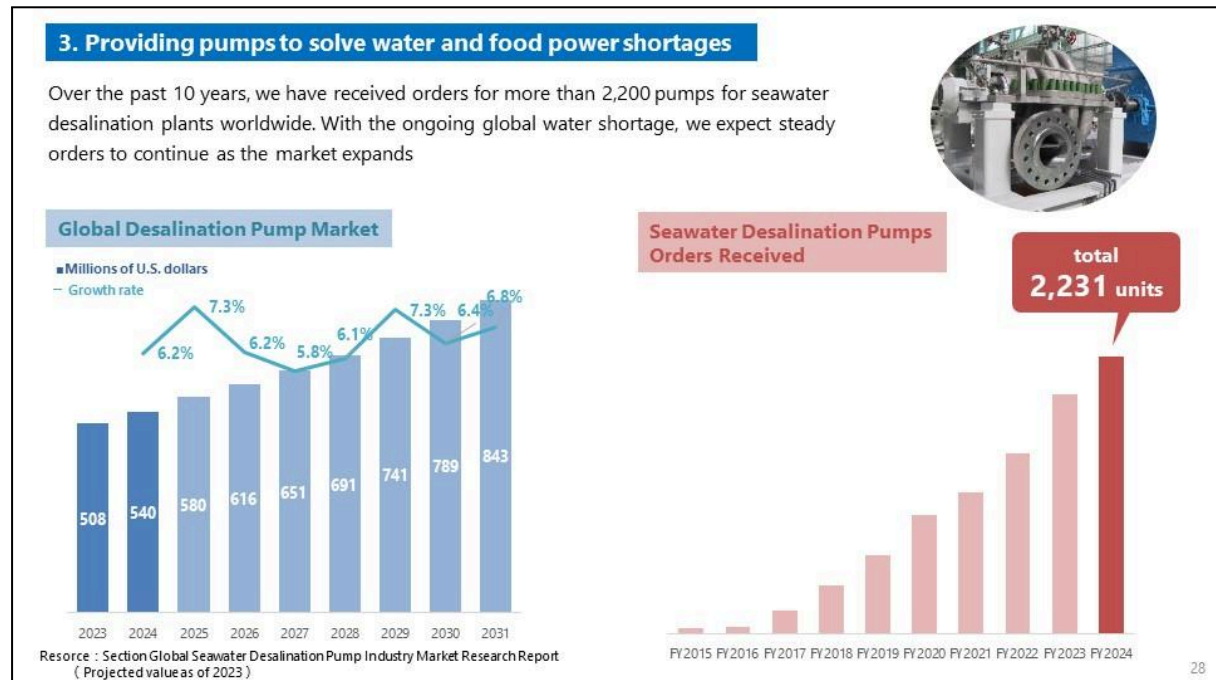 3. Providing pumps to solve water and food power shortages
Over the past 10 years, we have received orders for more than 2,200 pumps for seawater
desalination plants worldwide. With the ongoing global water shortage, we expect steady
orders to continue as the market expands
Global Desalination Pump Market
Millions of U.S. dollars
Growth rate
6.2%
7.3%
6.2%
5.8%
6.1%
7.3%
6.4%
6.8%
508
540
580
616
651
691
741
789
843
2023 2024 2025 2026 2027 2028 2029 2030 2031
Resorce : Section Global Seawater Desalination Pump Industry Market Research Report
( Projected value as of 2023 )
Seawater Desalination Pumps
Orders Received
total
2,231 units
FY2015 FY2016 FY2017 FY2018 FY2019 FY2020 FY2021 FY2022 FY2023 FY2024
28